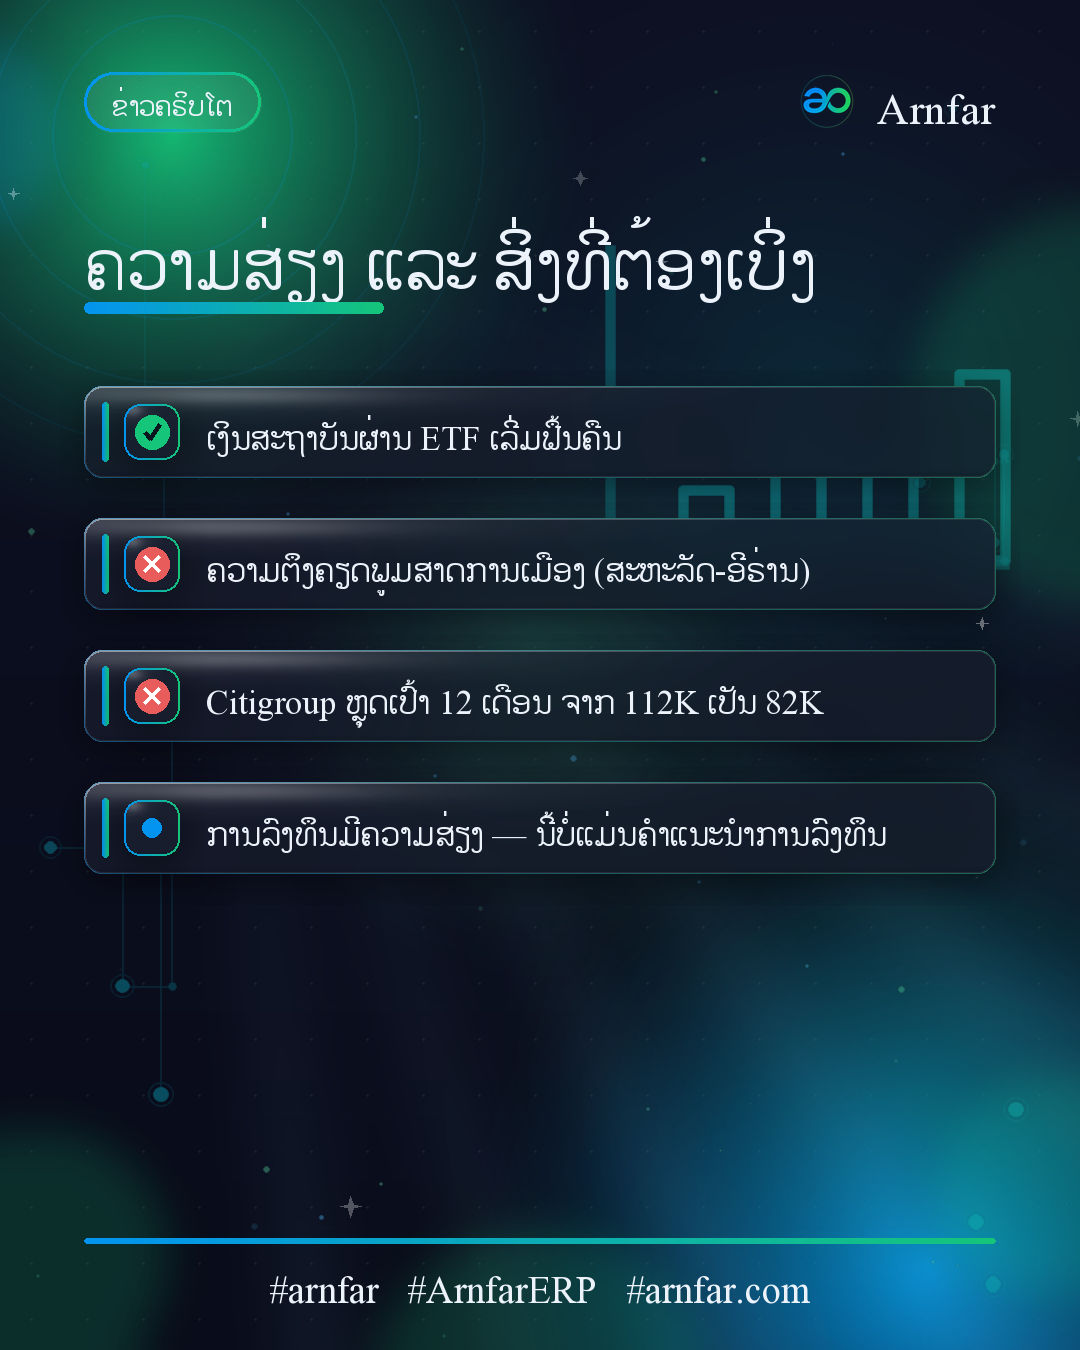 ຂ່າວຄຣິບໂຕ
Arnfar
ຄວາມສ່ຽງ ແລະ ສິ່ງທີ່ຕ້ອງເບິ່ງ
ເງິນສະຖາບັນຜ່ານ ETF ເລີ່ມຟື້ນຄືນ
ຄວາມຕຶງຄຽດພູມສາດການເມືອງ (ສະຫະລັດ-ອີຣ່ານ)
Citigroup ຫຼຸດເປົ້າ 12 ເດືອນ ຈາກ 112K ເປັນ 82K
ການລົງທຶນມີຄວາມສ່ຽງ — ນີ້ບໍ່ແມ່ນຄຳແນະນຳການລົງທຶນ
#arnfar #ArnfarERP #arnfar.com